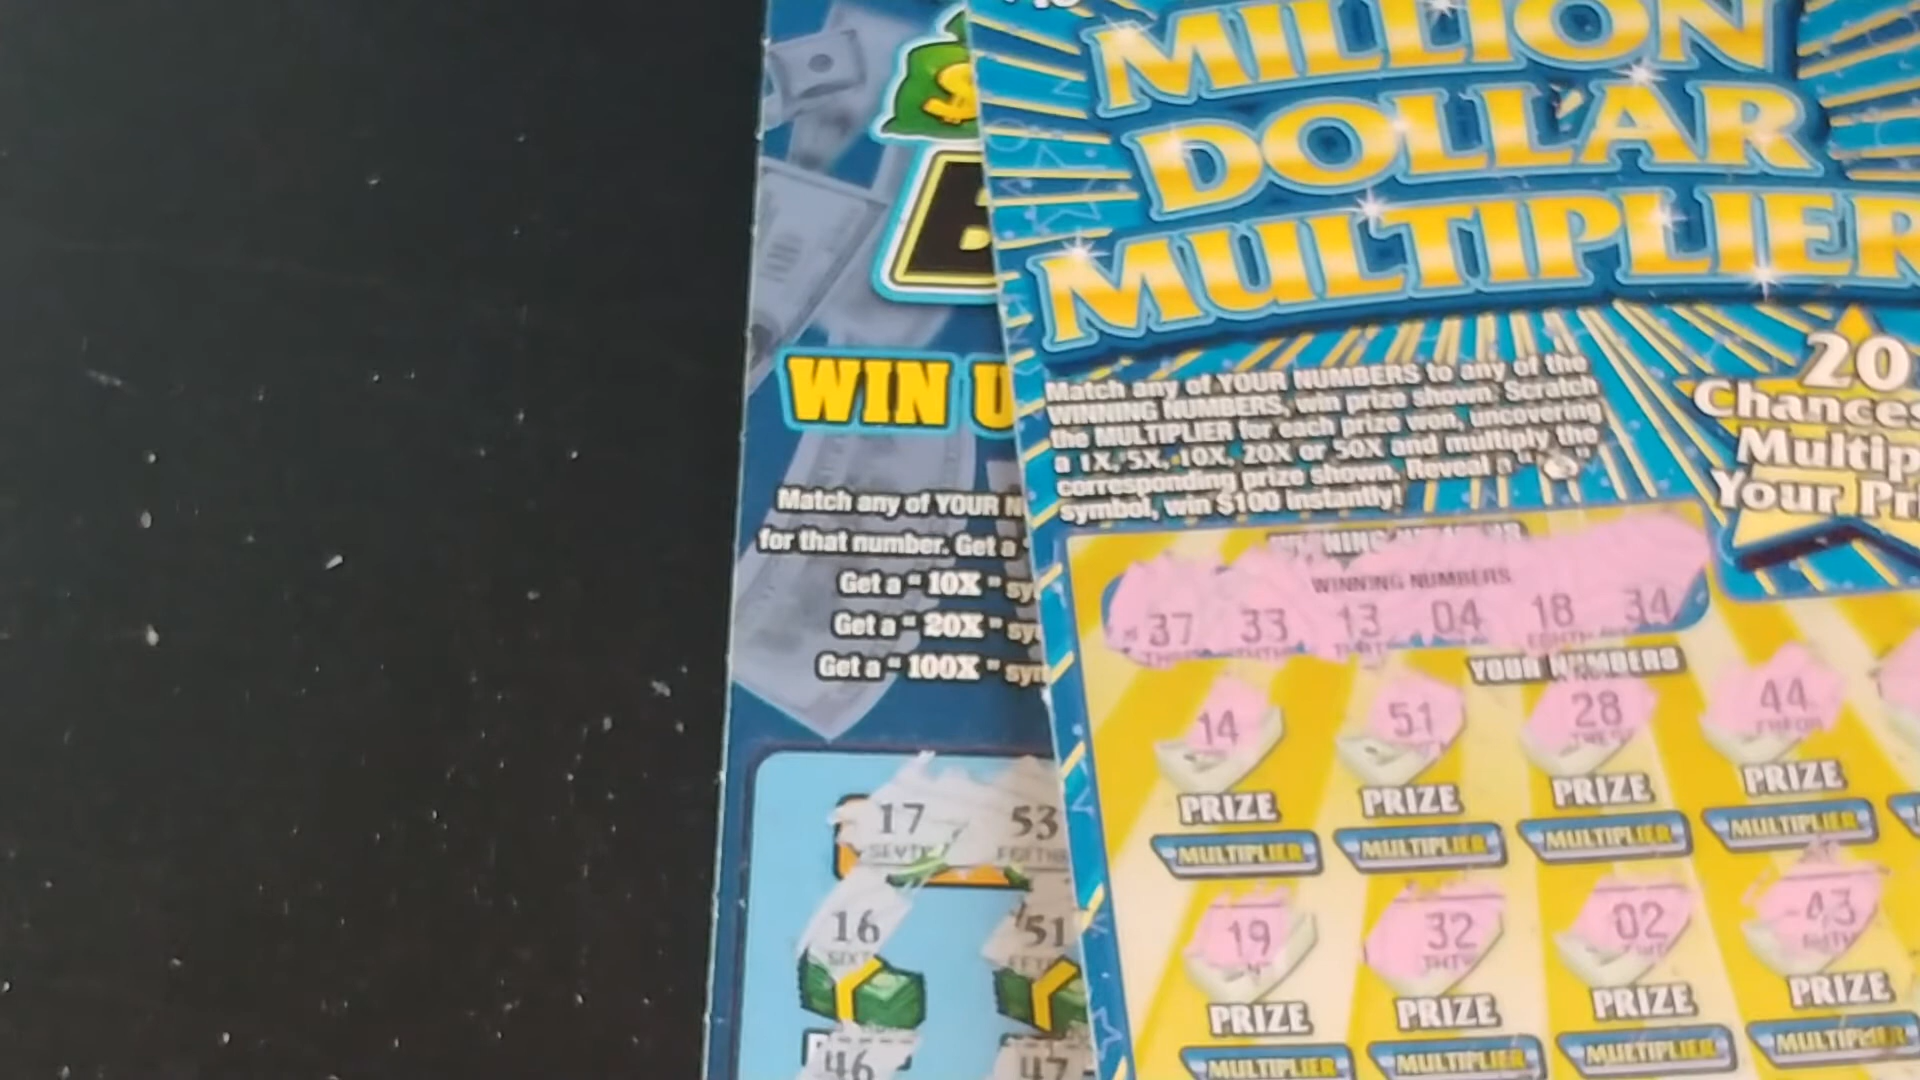 MILLION
DOLLAR
MULTIPLIER
WIN U
Match any of YOUR NUMBERS to any of the
WINNING NUMBERS, win prize shown. Scratch
the MULTIPLIER for each prize won, uncovering
a 1X, 5X, 10X, 20X or 50X and multiply the
corresponding prize shown. Reveal a " "
symbol, win $100 instantly!
20
Chances
Multip
Your Pri
Match any of YOUR N
for that number. Get a
Get a "10X" sy
Get a "20X" sy
Get a "100X" sy
WINNING NUMBERS
37 33 13 04 18 34
YOUR NUMBERS
14 51 28 44
PRIZE PRIZE PRIZE PRIZE
MULTIPLIER MULTIPLIER MULTIPLIER MULTIPLIER
19 32 02 43
PRIZE PRIZE PRIZE PRIZE
MULTIPLIER MULTIPLIER MULTIPLIER MULTIPLIER
17 53
16 51
46 47